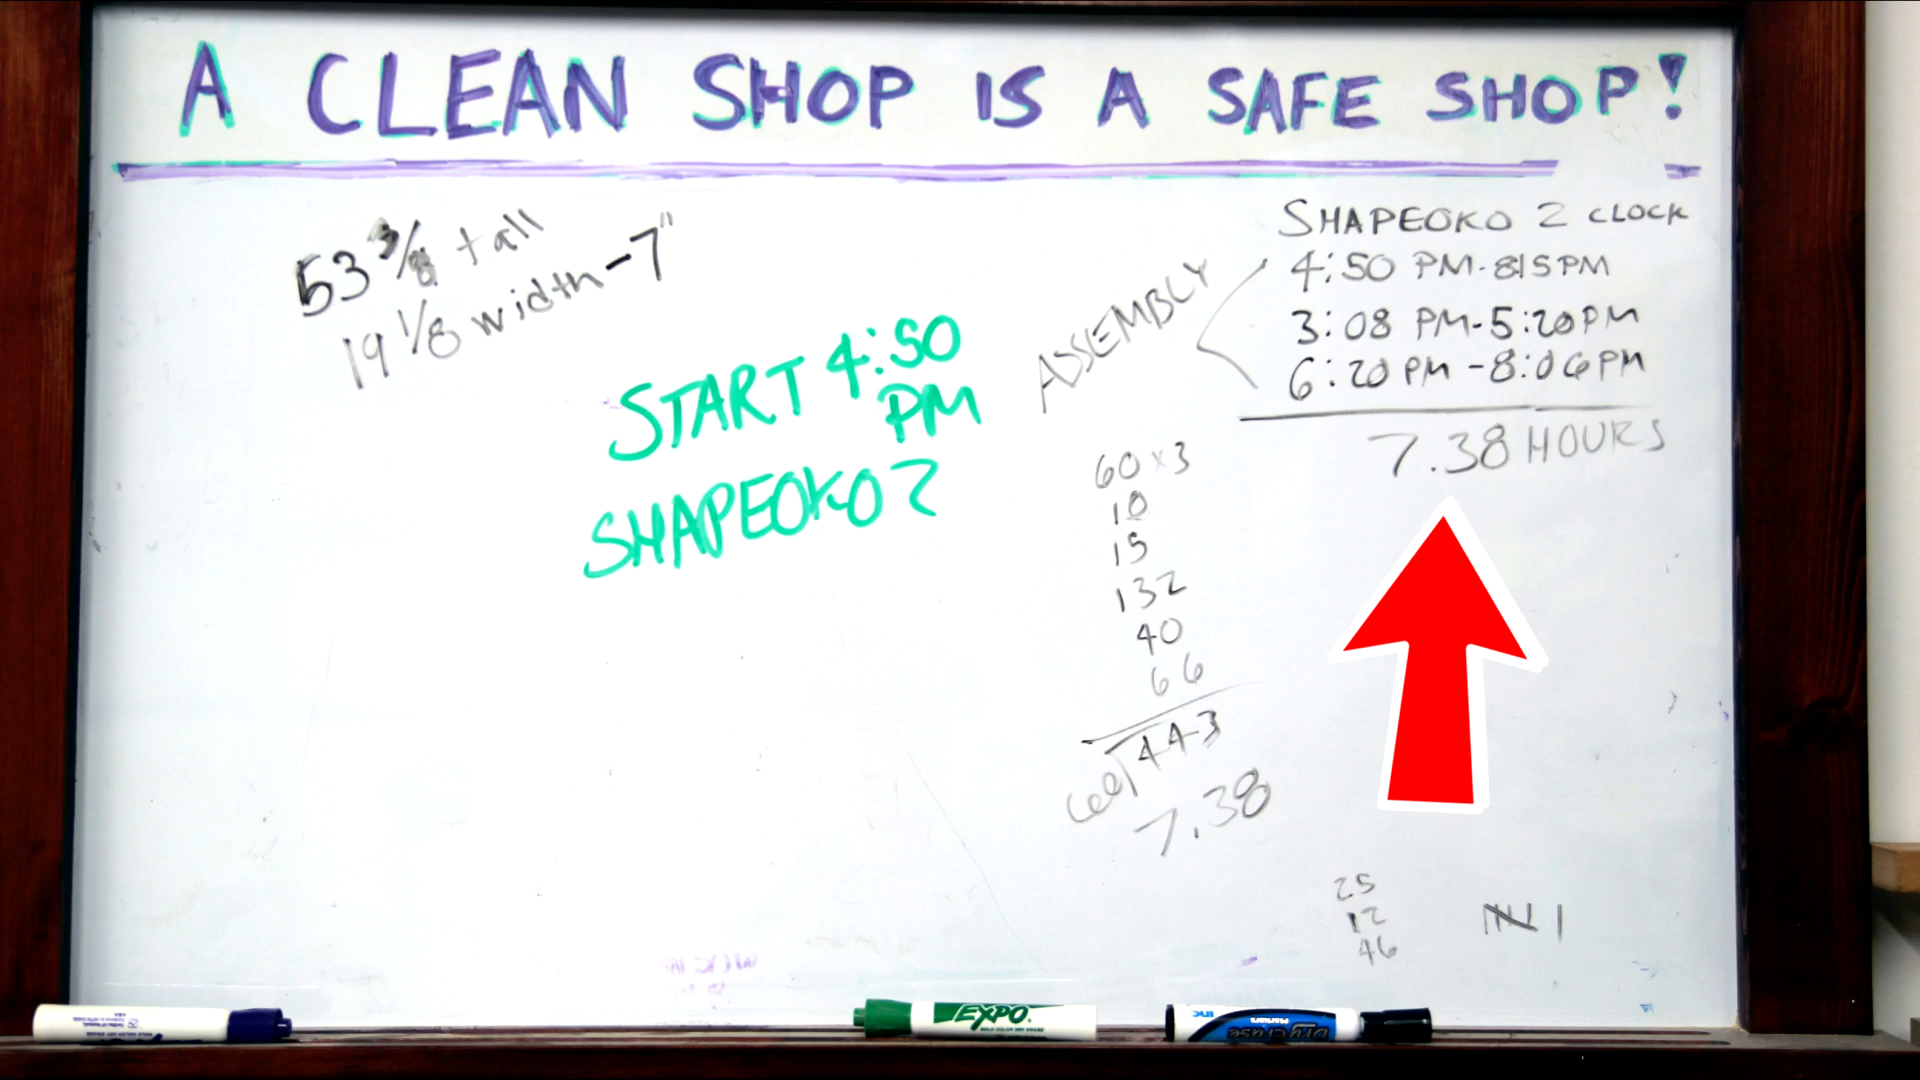 A CLEAN SHOP IS A SAFE SHOP!
53 3/8 tall
19 1/8 width - 7"
START 4:50
PM
SHAPEOKO 2
ASSEMBLY
SHAPEOKO 2 CLOCK
4:50 PM - 815PM
3:08 PM - 5:20PM
6:20 PM - 8:06PM
7.38 HOURS
60 x 3
10
15
132
40
66
443
60
7.38
25
12
46
EXPO